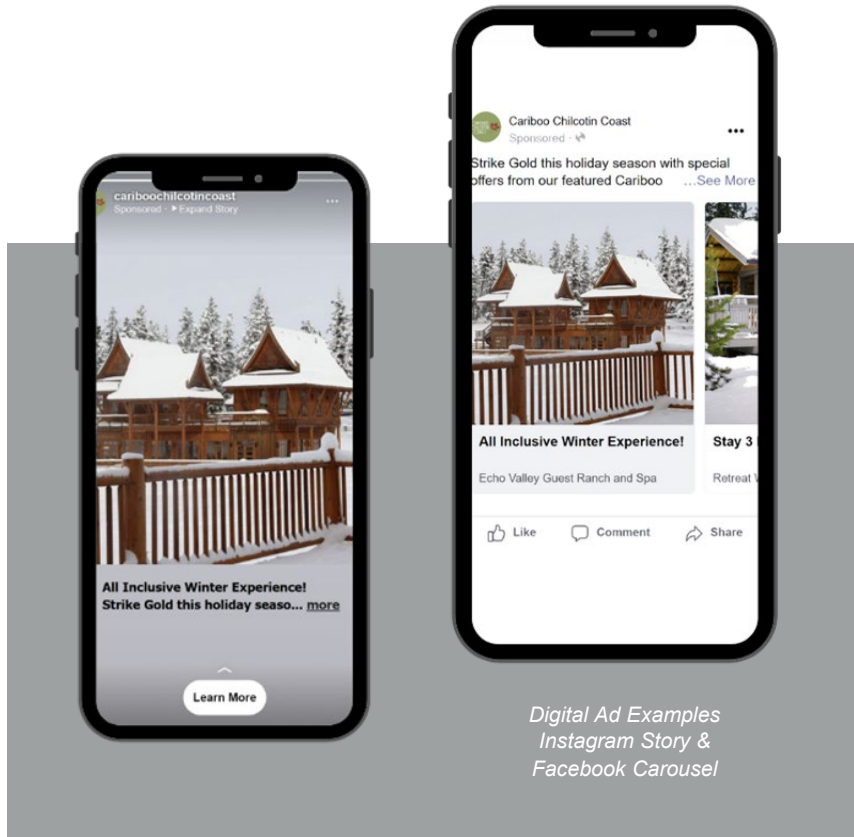 cariboochilcotincoast
Sponsored · Expand Story
All Inclusive Winter Experience!
Strike Gold this holiday seaso... more
Learn More
Cariboo Chilcotin Coast
Sponsored ·
Strike Gold this holiday season with special
offers from our featured Cariboo ...See More
All Inclusive Winter Experience!
Echo Valley Guest Ranch and Spa
Stay 3
Retreat
Like
Comment
Share
Digital Ad Examples
Instagram Story &
Facebook Carousel